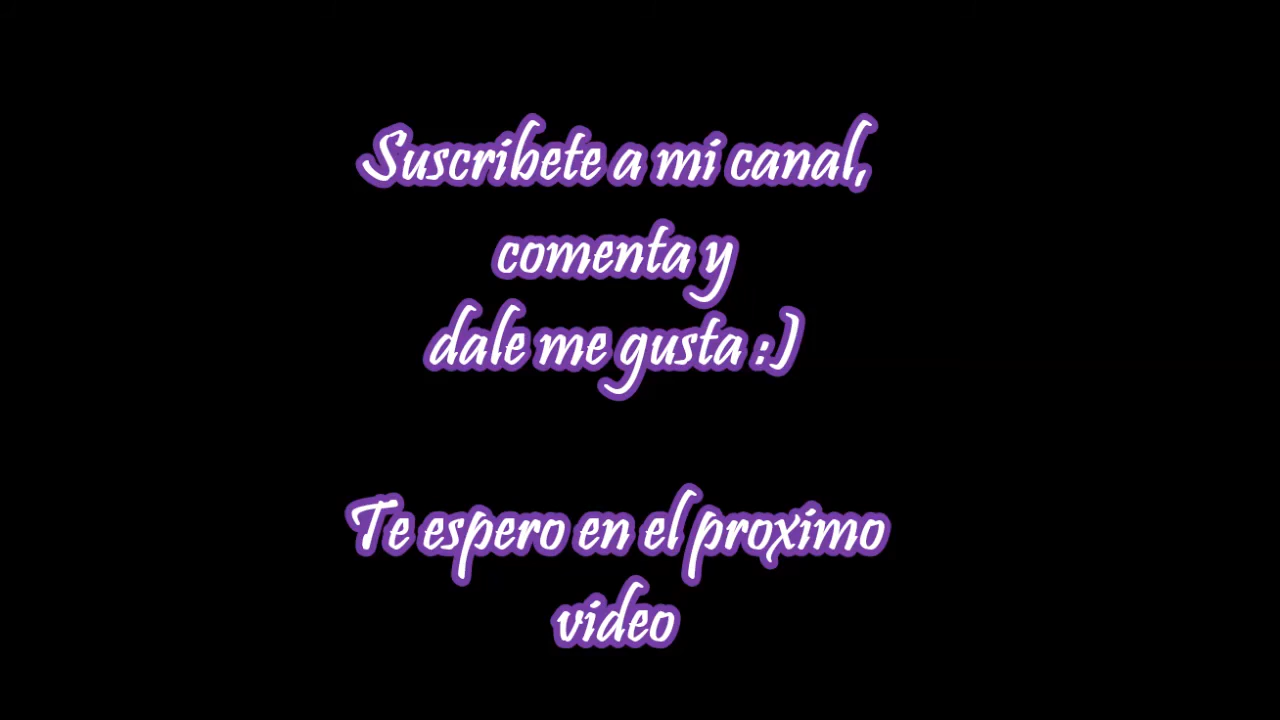 Suscribete a mi canal,
comenta y
dale me gusta :)
Te espero en el proximo
video